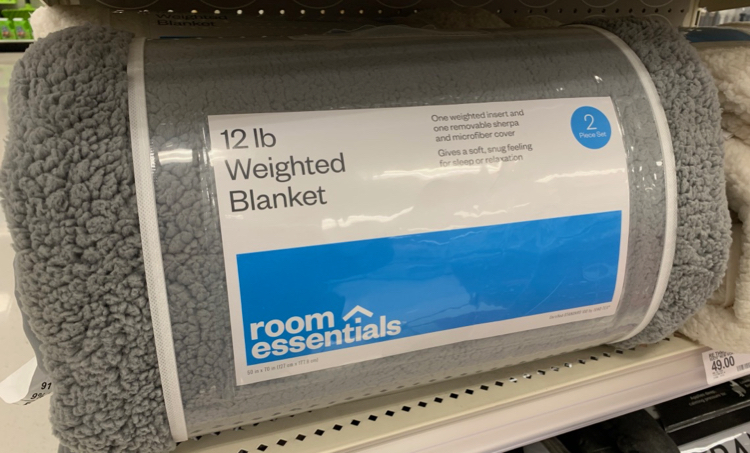 12 lb
Weighted
Blanket
One weighted insert and
one removable sherpa
and microfiber cover
Gives a soft, snug feeling
for sleep or relaxation
2
Piece Set
room
essentials
49.00
91